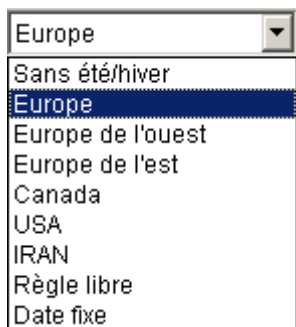 Europe
Sans été/hiver
Europe
Europe de l'ouest
Europe de l'est
Canada
USA
IRAN
Règle libre
Date fixe